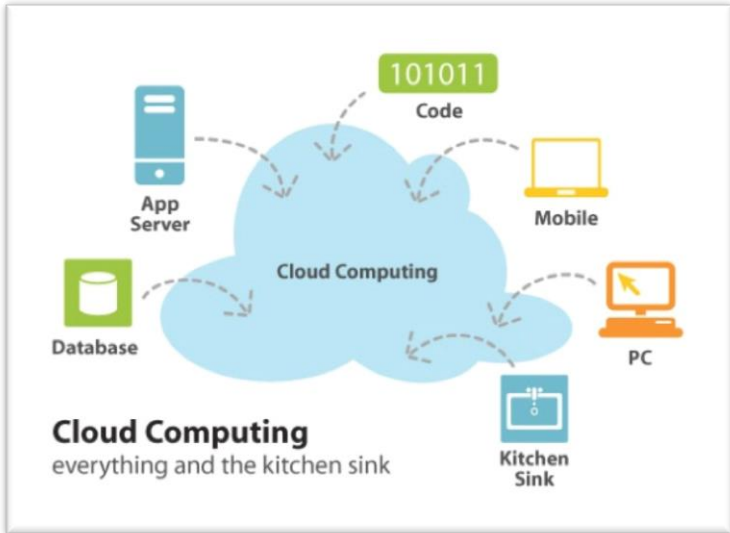 101011
Code
App
Server
Mobile
Cloud Computing
Database
PC
Cloud Computing
everything and the kitchen sink
Kitchen
Sink